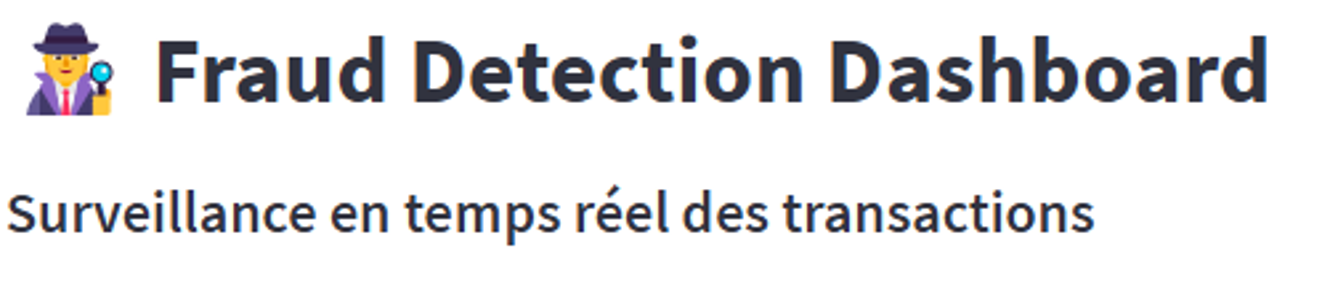 Fraud Detection Dashboard
Surveillance en temps réel des transactions